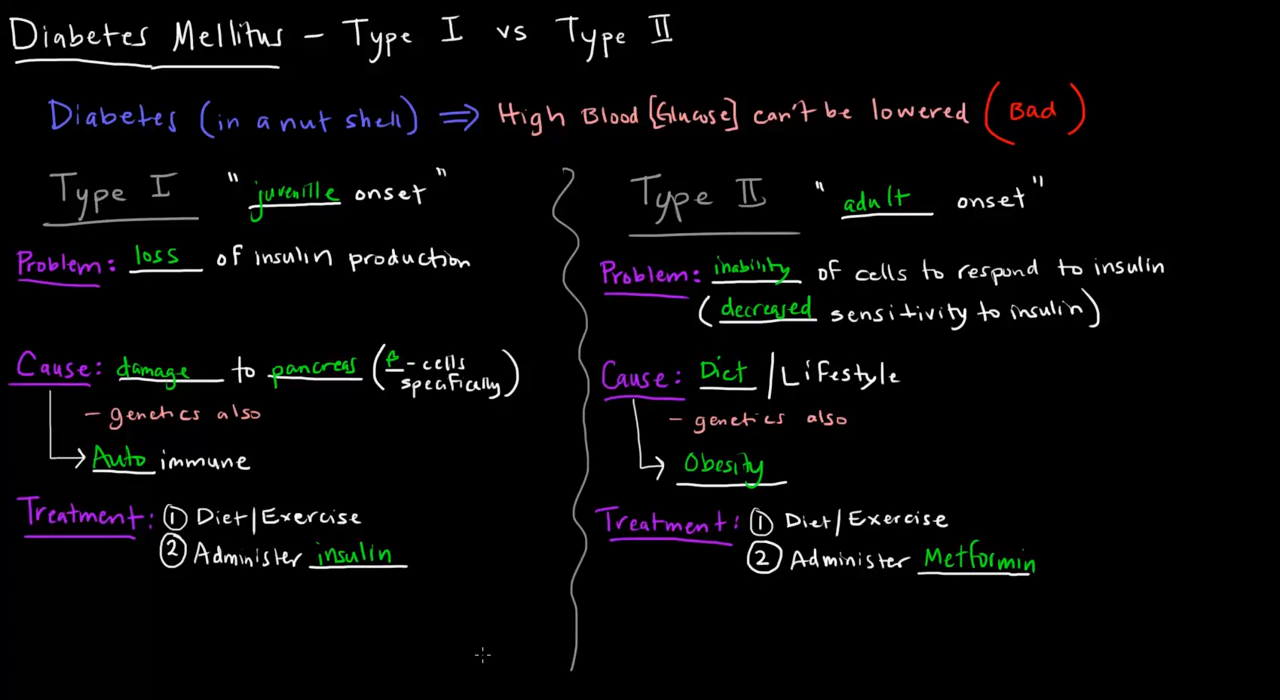 Diabetes Mellitus - Type I vs Type II
Diabetes (in a nut shell) ⇒ High Blood [Glucose] can't be lowered (Bad)
Type I "juvenille onset"
Problem: loss of insulin production
Cause: damage to pancreas (β-cells specifically)
- genetics also
Auto immune
Treatment: ① Diet/Exercise
② Administer insulin
Type II "adult onset"
Problem: inability of cells to respond to insulin
(decreased sensitivity to insulin)
Cause: Diet /Lifestyle
- genetics also
Obesity
Treatment: ① Diet/Exercise
② Administer Metformin